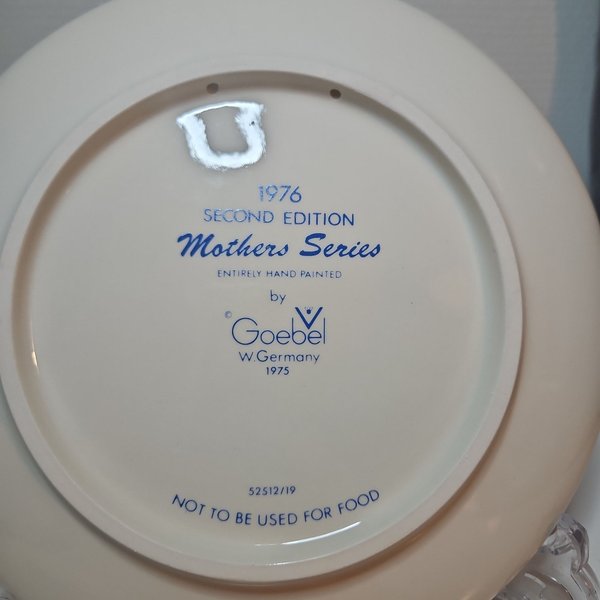 1976
SECOND EDITION
Mothers Series
ENTIRELY HAND PAINTED
by
© Goebel
W.Germany
1975
52512/19
NOT TO BE USED FOR FOOD